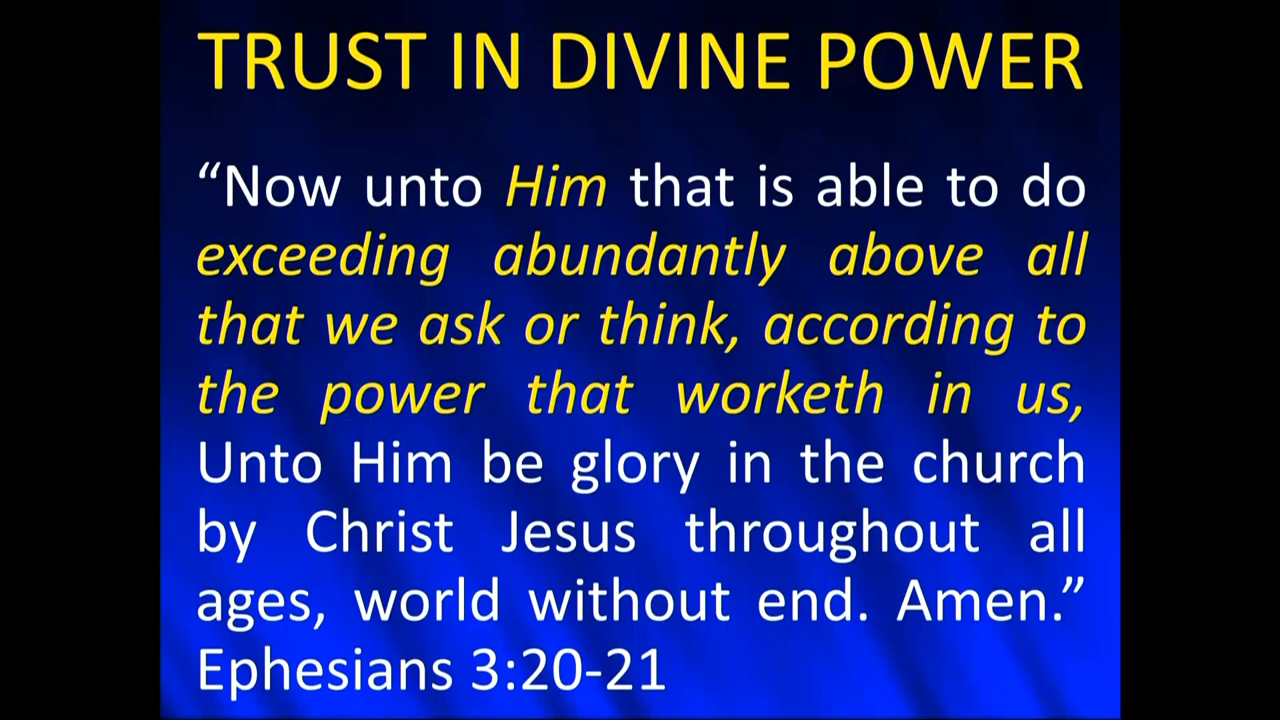 TRUST IN DIVINE POWER
“Now unto Him that is able to do
exceeding abundantly above all
that we ask or think, according to
the power that worketh in us,
Unto Him be glory in the church
by Christ Jesus throughout all
ages, world without end. Amen.”
Ephesians 3:20-21